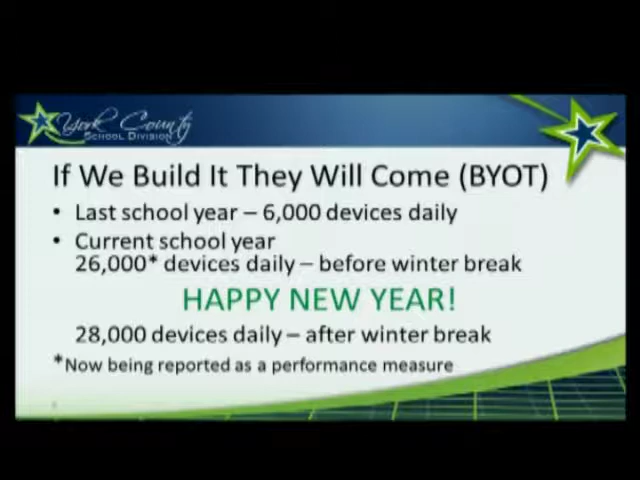 York County
SCHOOL DIVISION
If We Build It They Will Come (BYOT)
• Last school year – 6,000 devices daily
• Current school year
26,000* devices daily – before winter break
HAPPY NEW YEAR!
28,000 devices daily – after winter break
*Now being reported as a performance measure